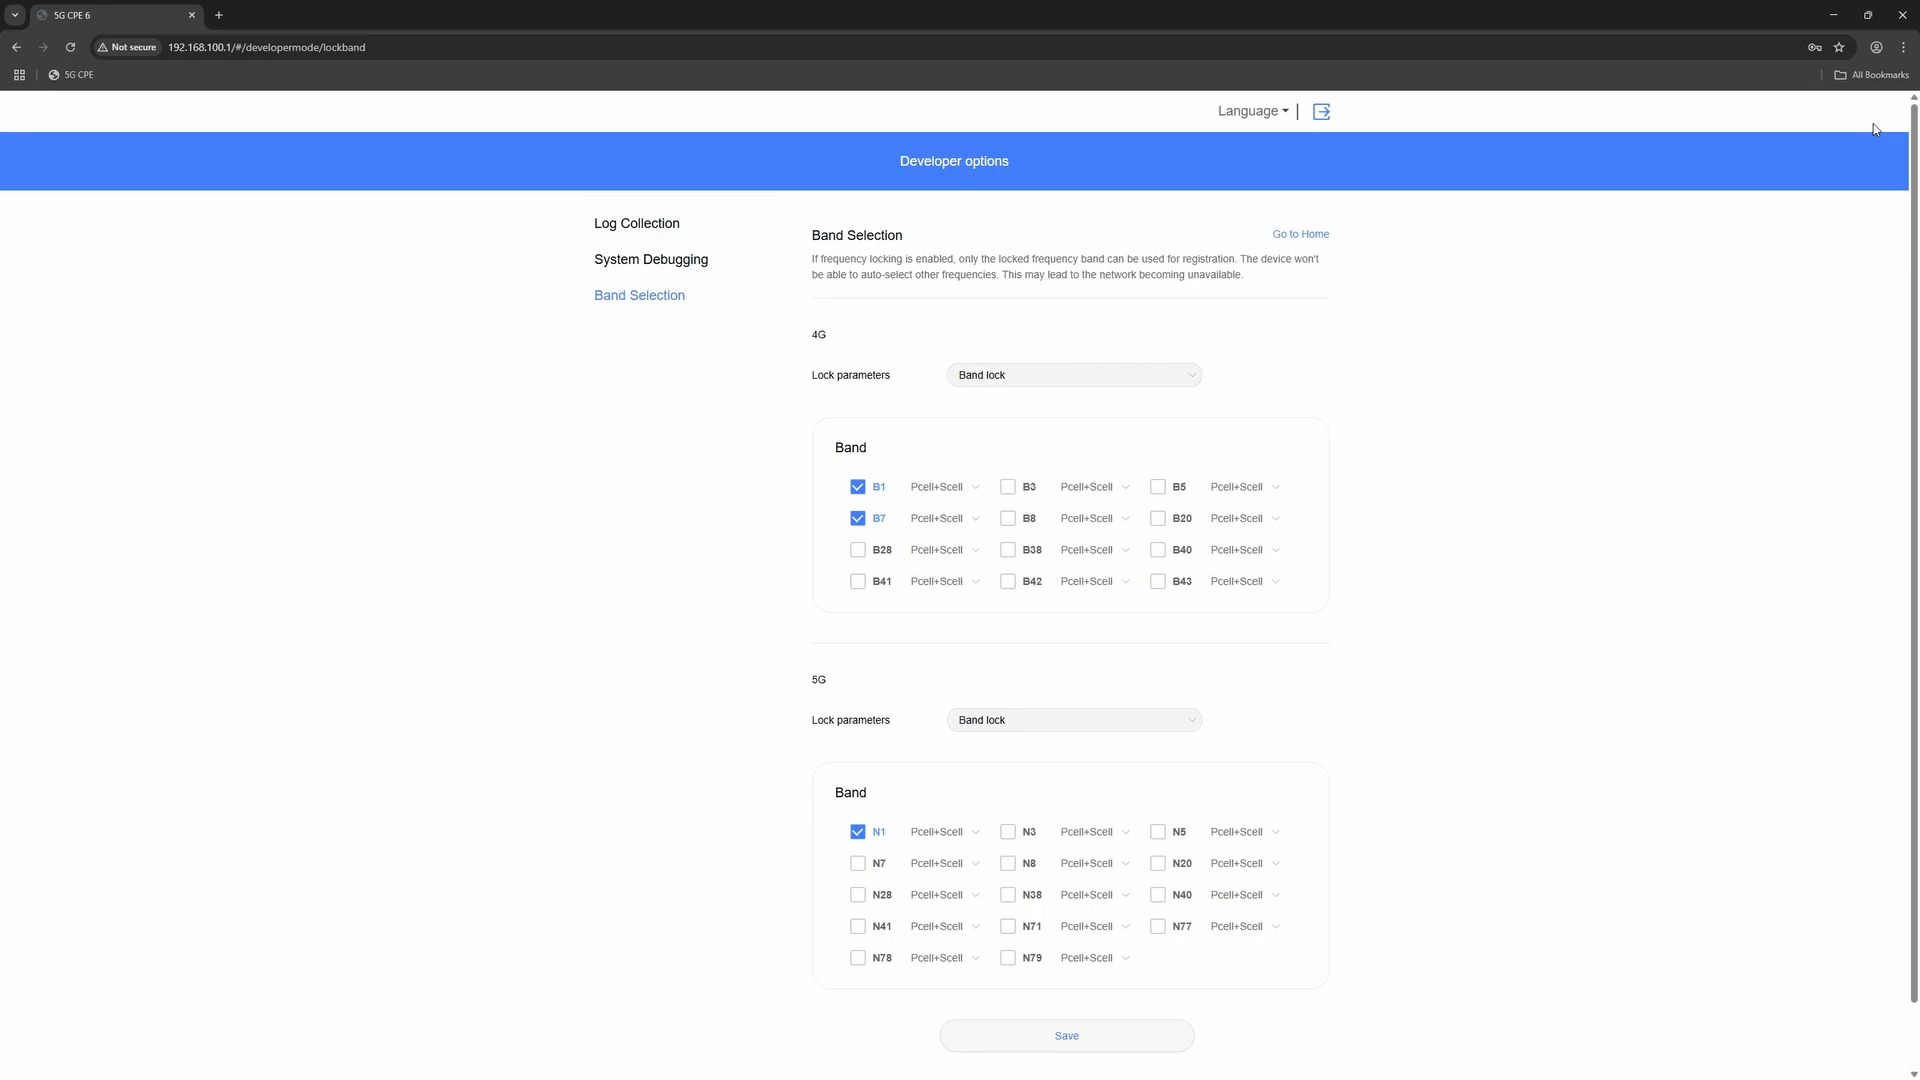 5G CPE 6
Not secure 192.168.100.1/#/developermode/lockband
5G CPE
All Bookmarks
Language
Developer options
Log Collection
System Debugging
Band Selection
Band Selection
Go to Home
If frequency locking is enabled, only the locked frequency band can be used for registration. The device won't
be able to auto-select other frequencies. This may lead to the network becoming unavailable.
4G
Lock parameters Band lock
Band
B1 Pcell+Scell B3 Pcell+Scell B5 Pcell+Scell
B7 Pcell+Scell B8 Pcell+Scell B20 Pcell+Scell
B28 Pcell+Scell B38 Pcell+Scell B40 Pcell+Scell
B41 Pcell+Scell B42 Pcell+Scell B43 Pcell+Scell
5G
Lock parameters Band lock
Band
N1 Pcell+Scell N3 Pcell+Scell N5 Pcell+Scell
N7 Pcell+Scell N8 Pcell+Scell N20 Pcell+Scell
N28 Pcell+Scell N38 Pcell+Scell N40 Pcell+Scell
N41 Pcell+Scell N71 Pcell+Scell N77 Pcell+Scell
N78 Pcell+Scell N79 Pcell+Scell
Save